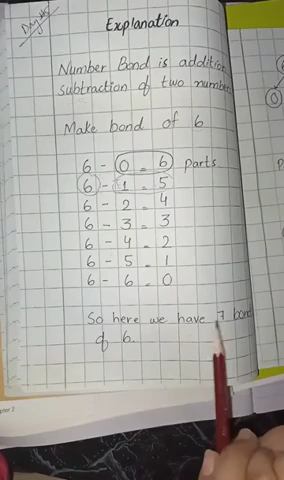 Explanation
Number Bond is addition
subtraction of two number
Make bond of 6
6 - 0 = 6 parts
6 - 1 = 5
6 - 2 = 4
6 - 3 = 3
6 - 4 = 2
6 - 5 = 1
6 - 6 = 0
So here we have 7 bond
of 6.